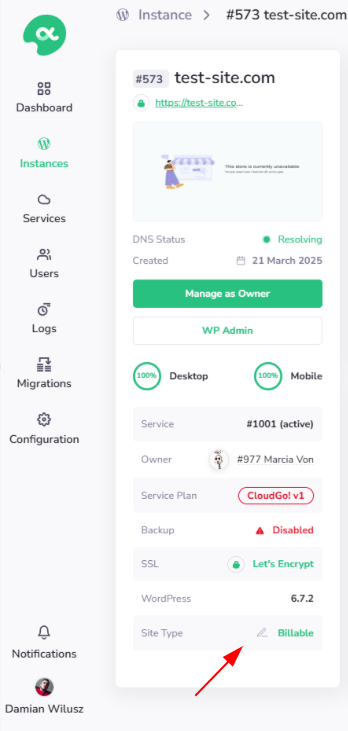 Instance > #573 test-site.com
Dashboard
Instances
Services
Users
Logs
Migrations
Configuration
Notifications
Damian Wilusz
#573 test-site.com
https://test-site.co...
This store is currently unavailable
DNS Status Resolving
Created 21 March 2025
Manage as Owner
WP Admin
100% Desktop 100% Mobile
Service #1001 (active)
Owner #977 Marcia Von
Service Plan CloudGo! v1
Backup Disabled
SSL Let's Encrypt
WordPress 6.7.2
Site Type Billable